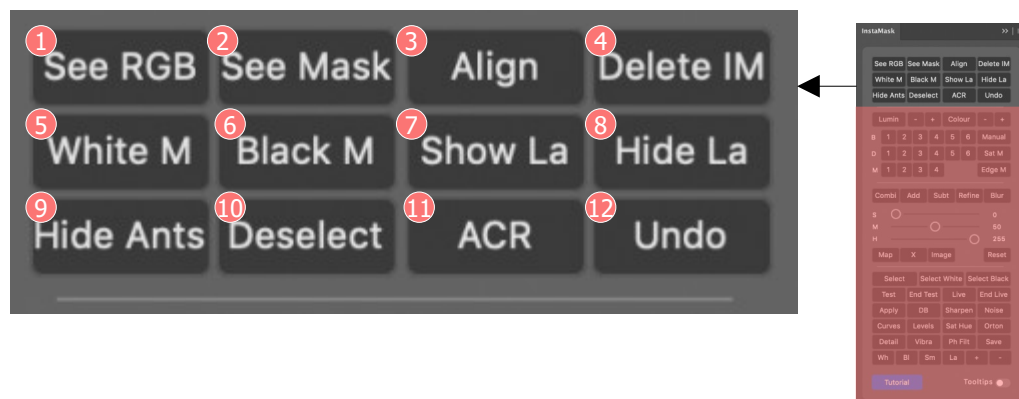 1 2 3 4
See RGB See Mask Align Delete IM
5 6 7 8
White M Black M Show La Hide La
9 10 11 12
Hide Ants Deselect ACR Undo
InstaMask >>
See RGB See Mask Align Delete IM
White M Black M Show La Hide La
Hide Ants Deselect ACR Undo
Lumin - + Colour - +
B 1 2 3 4 5 6 Manual
D 1 2 3 4 5 6 Sat M
M 1 2 3 4 Edge M
Combi Add Subt Refine Blur
S 0
M 50
H 255
Map X Image Reset
Select Select White Select Black
Test End Test Live End Live
Apply DB Sharpen Noise
Curves Levels Sat Hue Orton
Detail Vibra Ph Filt Save
Wh Bl Sm La + -
Tutorial Tooltips